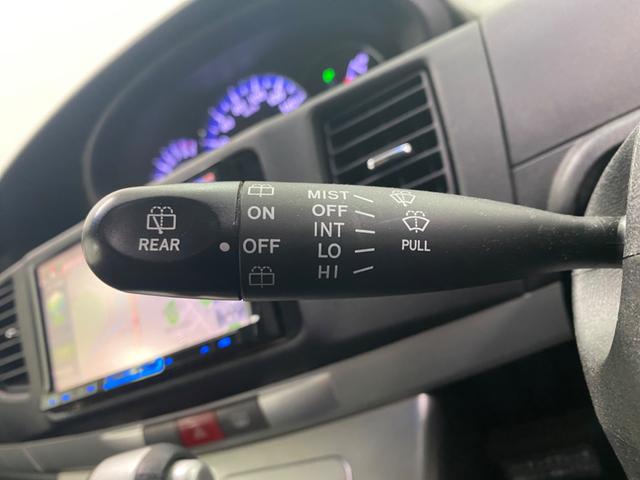 REAR
ON
OFF
MIST
OFF
INT
LO
HI
PULL